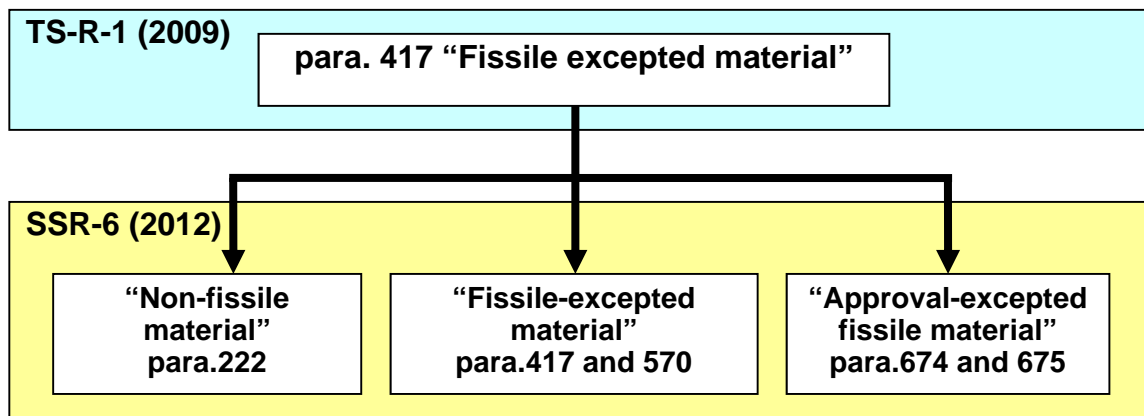 TS-R-1 (2009)
para. 417 “Fissile excepted material”
SSR-6 (2012)
“Non-fissile
material”
para.222
“Fissile-excepted
material”
para.417 and 570
“Approval-excepted
fissile material”
para.674 and 675